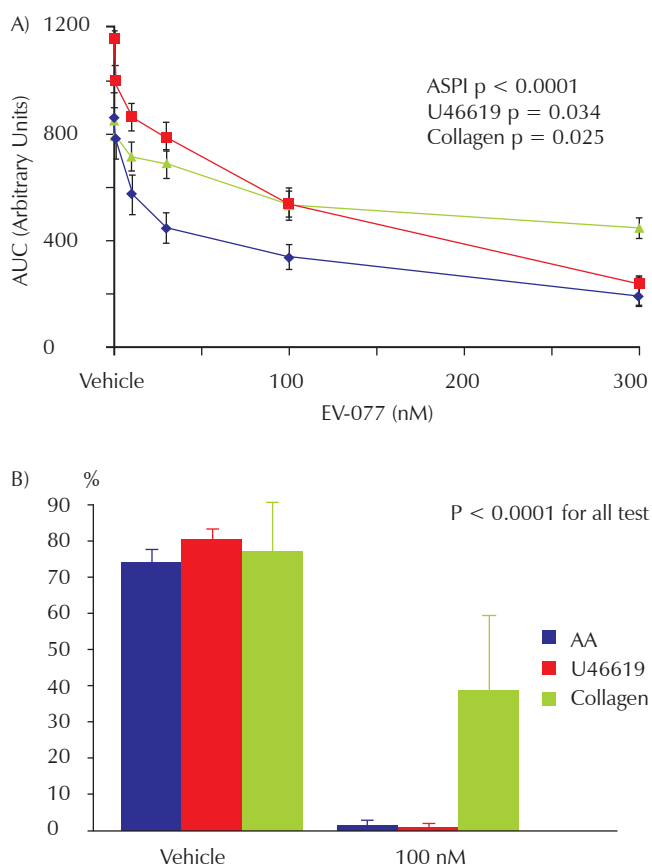 A)
1200
800
400
0
AUC (Arbitrary Units)
ASPI p < 0.0001
U46619 p = 0.034
Collagen p = 0.025
Vehicle 100 200 300
EV-077 (nM)
B) %
90
80
70
60
50
40
30
20
10
0
P < 0.0001 for all test
AA
U46619
Collagen
Vehicle 100 nM